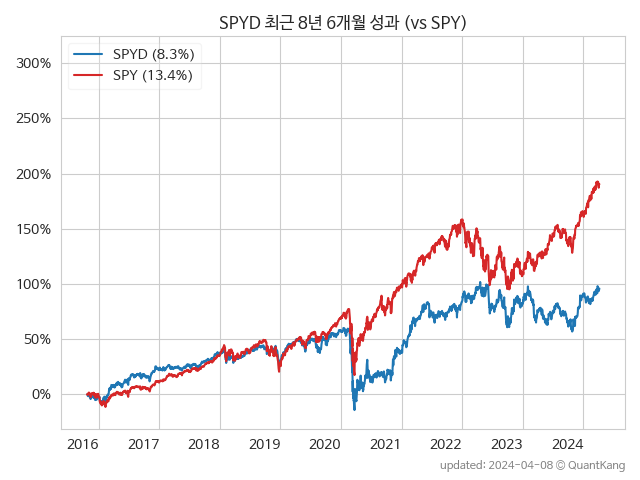 SPYD 최근 8년 6개월 성과 (vs SPY)
SPYD (8.3%)
SPY (13.4%)
300%
250%
200%
150%
100%
50%
0%
2016 2017 2018 2019 2020 2021 2022 2023 2024
updated: 2024-04-08 @ QuantKang